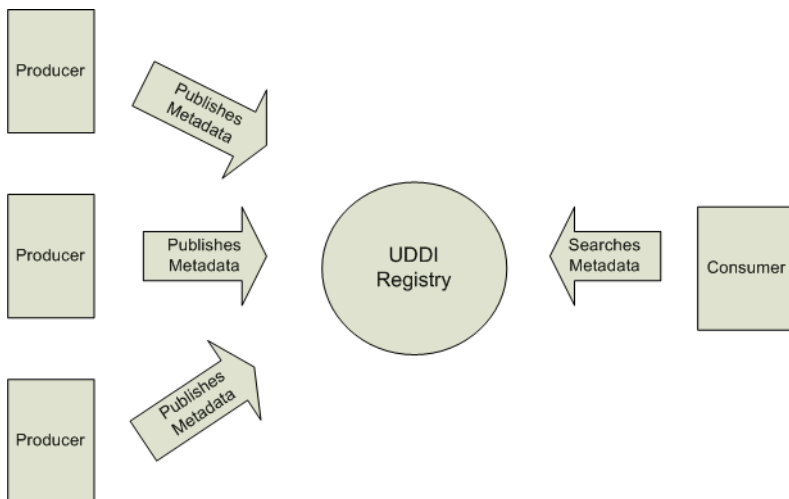 Producer
Publishes
Metadata
Producer
Publishes
Metadata
UDDI
Registry
Searches
Metadata
Consumer
Producer
Publishes
Metadata